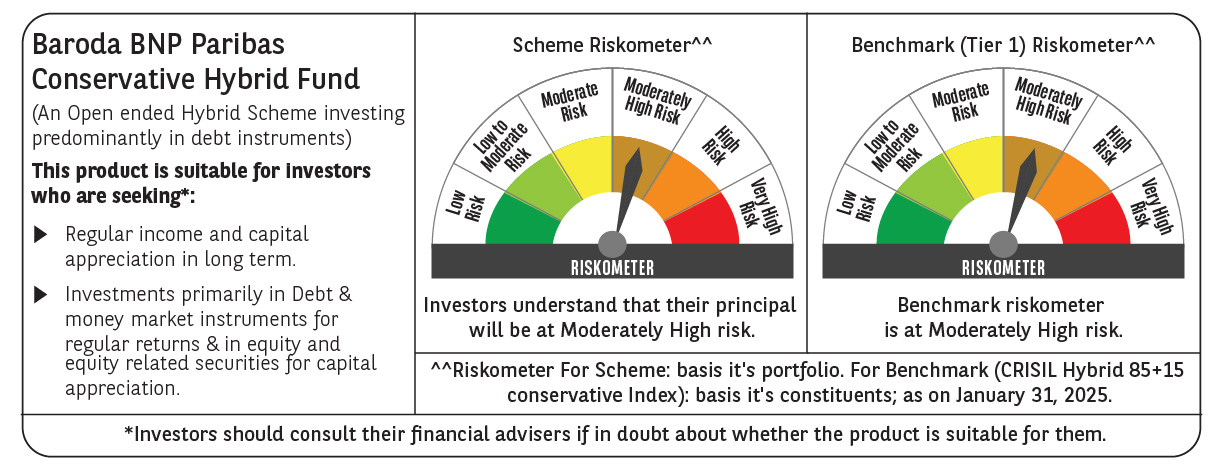 Baroda BNP Paribas
Conservative Hybrid Fund
(An Open ended Hybrid Scheme investing
predominantly in debt instruments)
This product is suitable for investors
who are seeking*:
▶ Regular income and capital
appreciation in long term.
▶ Investments primarily in Debt &
money market instruments for
regular returns & in equity and
equity related securities for capital
appreciation.
Scheme Riskometer^^
Low
Risk
Low to
Moderate
Risk
Moderate
Risk
Moderately
High Risk
High
Risk
Very High
Risk
RISKOMETER
Investors understand that their principal
will be at Moderately High risk.
Benchmark (Tier 1) Riskometer^^
Low
Risk
Low to
Moderate
Risk
Moderate
Risk
Moderately
High Risk
High
Risk
Very High
Risk
RISKOMETER
Benchmark riskometer
is at Moderately High risk.
^^Riskometer For Scheme: basis it's portfolio. For Benchmark (CRISIL Hybrid 85+15
conservative Index): basis it's constituents; as on January 31, 2025.
*Investors should consult their financial advisers if in doubt about whether the product is suitable for them.